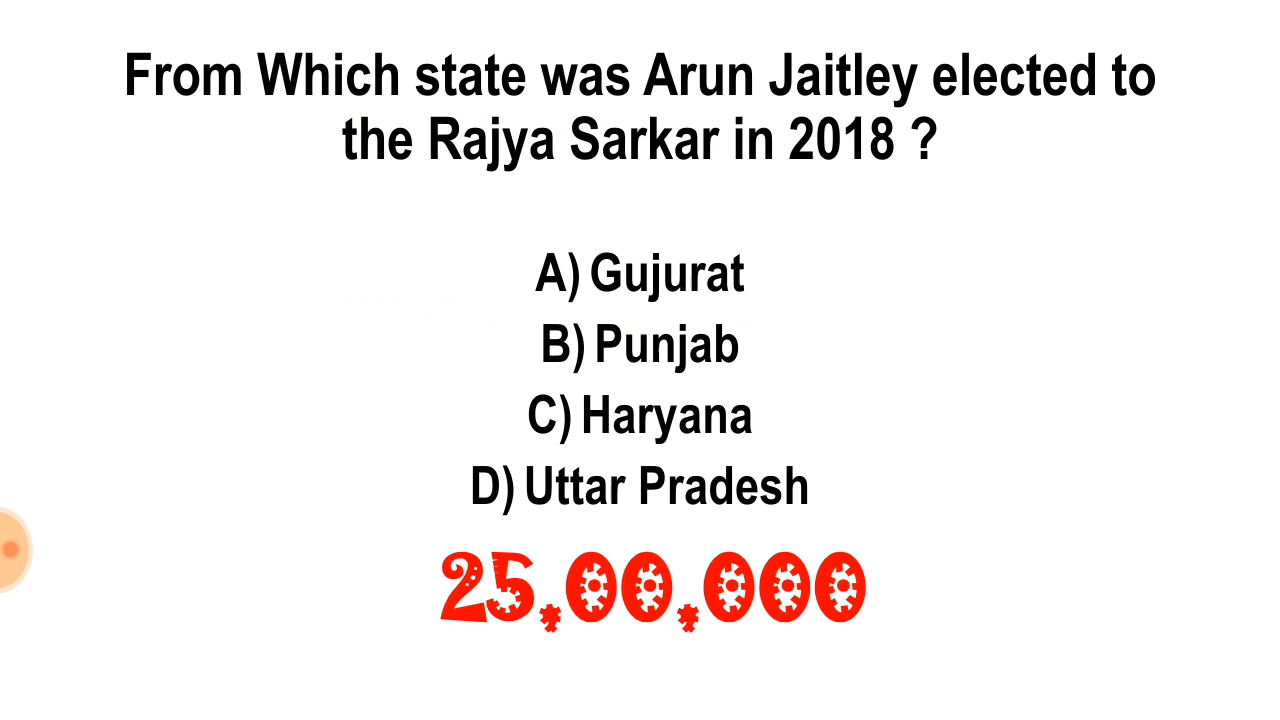 From Which state was Arun Jaitley elected to
the Rajya Sarkar in 2018 ?
A) Gujurat
B) Punjab
C) Haryana
D) Uttar Pradesh
25,00,000